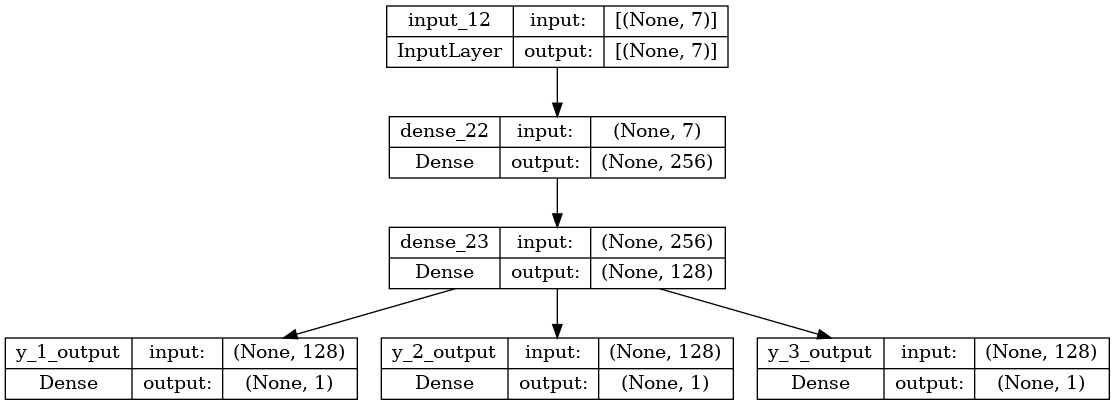 input_12 input: [(None, 7)]
InputLayer output: [(None, 7)]
dense_22 input: (None, 7)
Dense output: (None, 256)
dense_23 input: (None, 256)
Dense output: (None, 128)
y_1_output input: (None, 128)
Dense output: (None, 1)
y_2_output input: (None, 128)
Dense output: (None, 1)
y_3_output input: (None, 128)
Dense output: (None, 1)